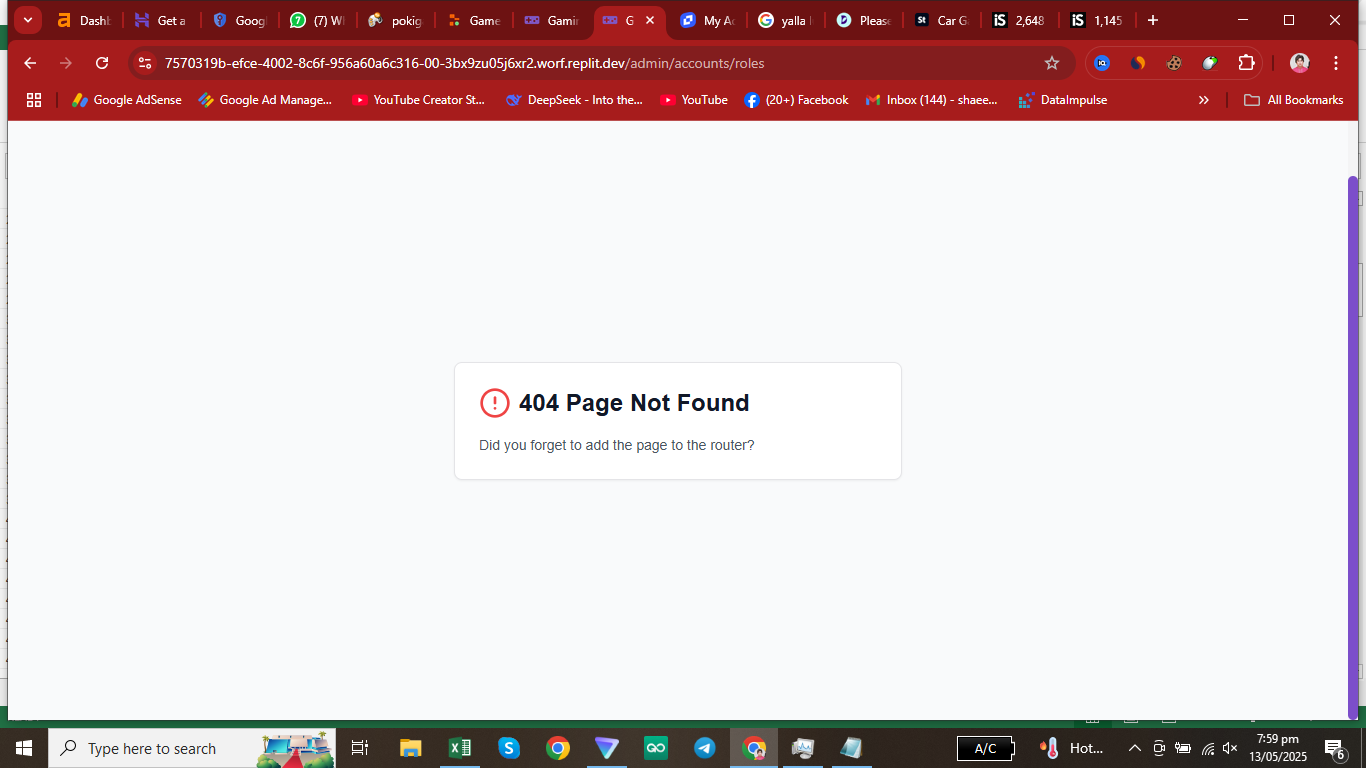 Dashb
Get a
Googl
(7) Wh
pokig
Game
Gamin
G
My Ac
yalla l
Please
Car G
2,648
1,145
7570319b-efce-4002-8c6f-956a60a6c316-00-3bx9zu05j6xr2.worf.replit.dev/admin/accounts/roles
Google AdSense
Google Ad Manage...
YouTube Creator St...
DeepSeek - Into the...
YouTube
(20+) Facebook
Inbox (144) - shaee...
DataImpulse
All Bookmarks
404 Page Not Found
Did you forget to add the page to the router?
Type here to search
A/C
Hot...
7:59 pm
13/05/2025
6